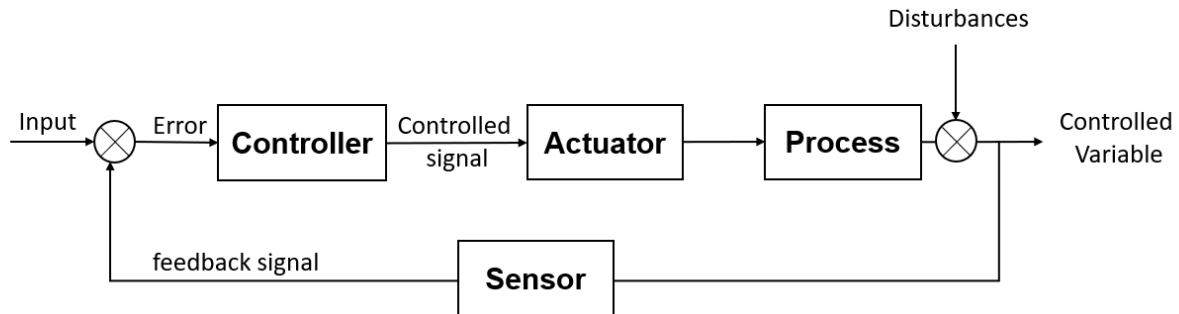 Disturbances
Input
Error
Controller
Controlled
signal
Actuator
Process
Controlled
Variable
feedback signal
Sensor